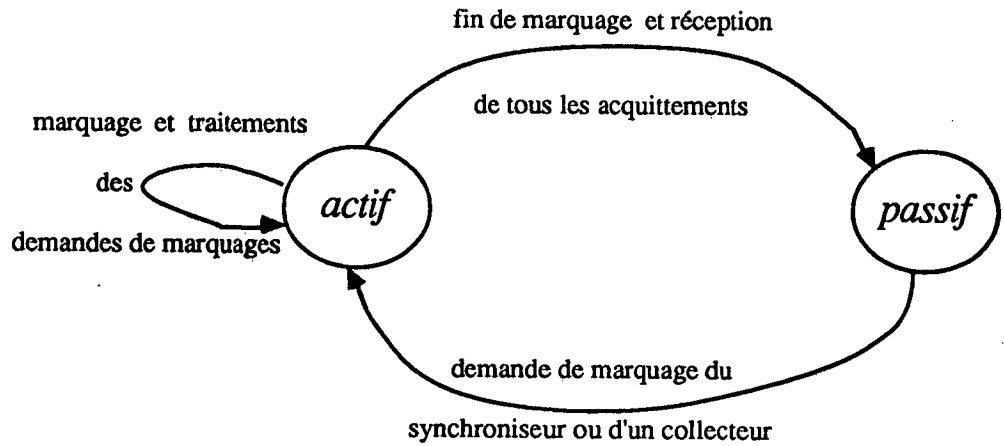 fin de marquage et réception
de tous les acquittements
marquage et traitements
des
demandes de marquages
actif
passif
demande de marquage du
synchroniseur ou d'un collecteur